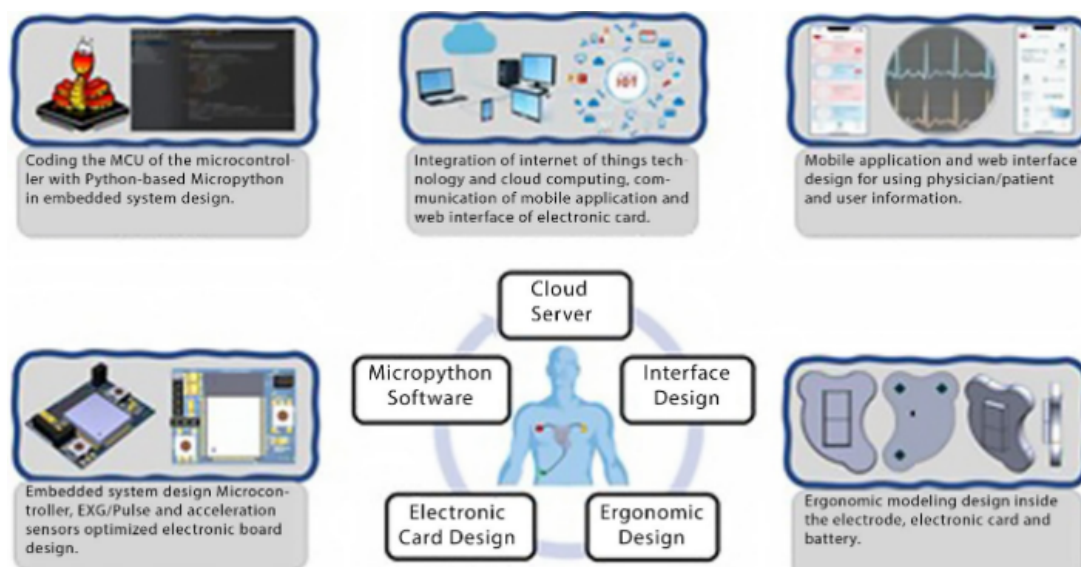 IOT
Coding the MCU of the microcontrol-
ler with Python-based Micropython
in embedded system design.
Integration of internet of things tech-
nology and cloud computing, com-
munication of mobile application and
web interface of electronic card.
Mobile application and web interface
design for using physician/patient
and user information.
Cloud
Server
Micropython
Software
Interface
Design
Electronic
Card Design
Ergonomic
Design
Embedded system design Microcon-
troller, EXG/Pulse and acceleration
sensors optimized electronic board
design.
Ergonomic modeling design inside
the electrode, electronic card and
battery.